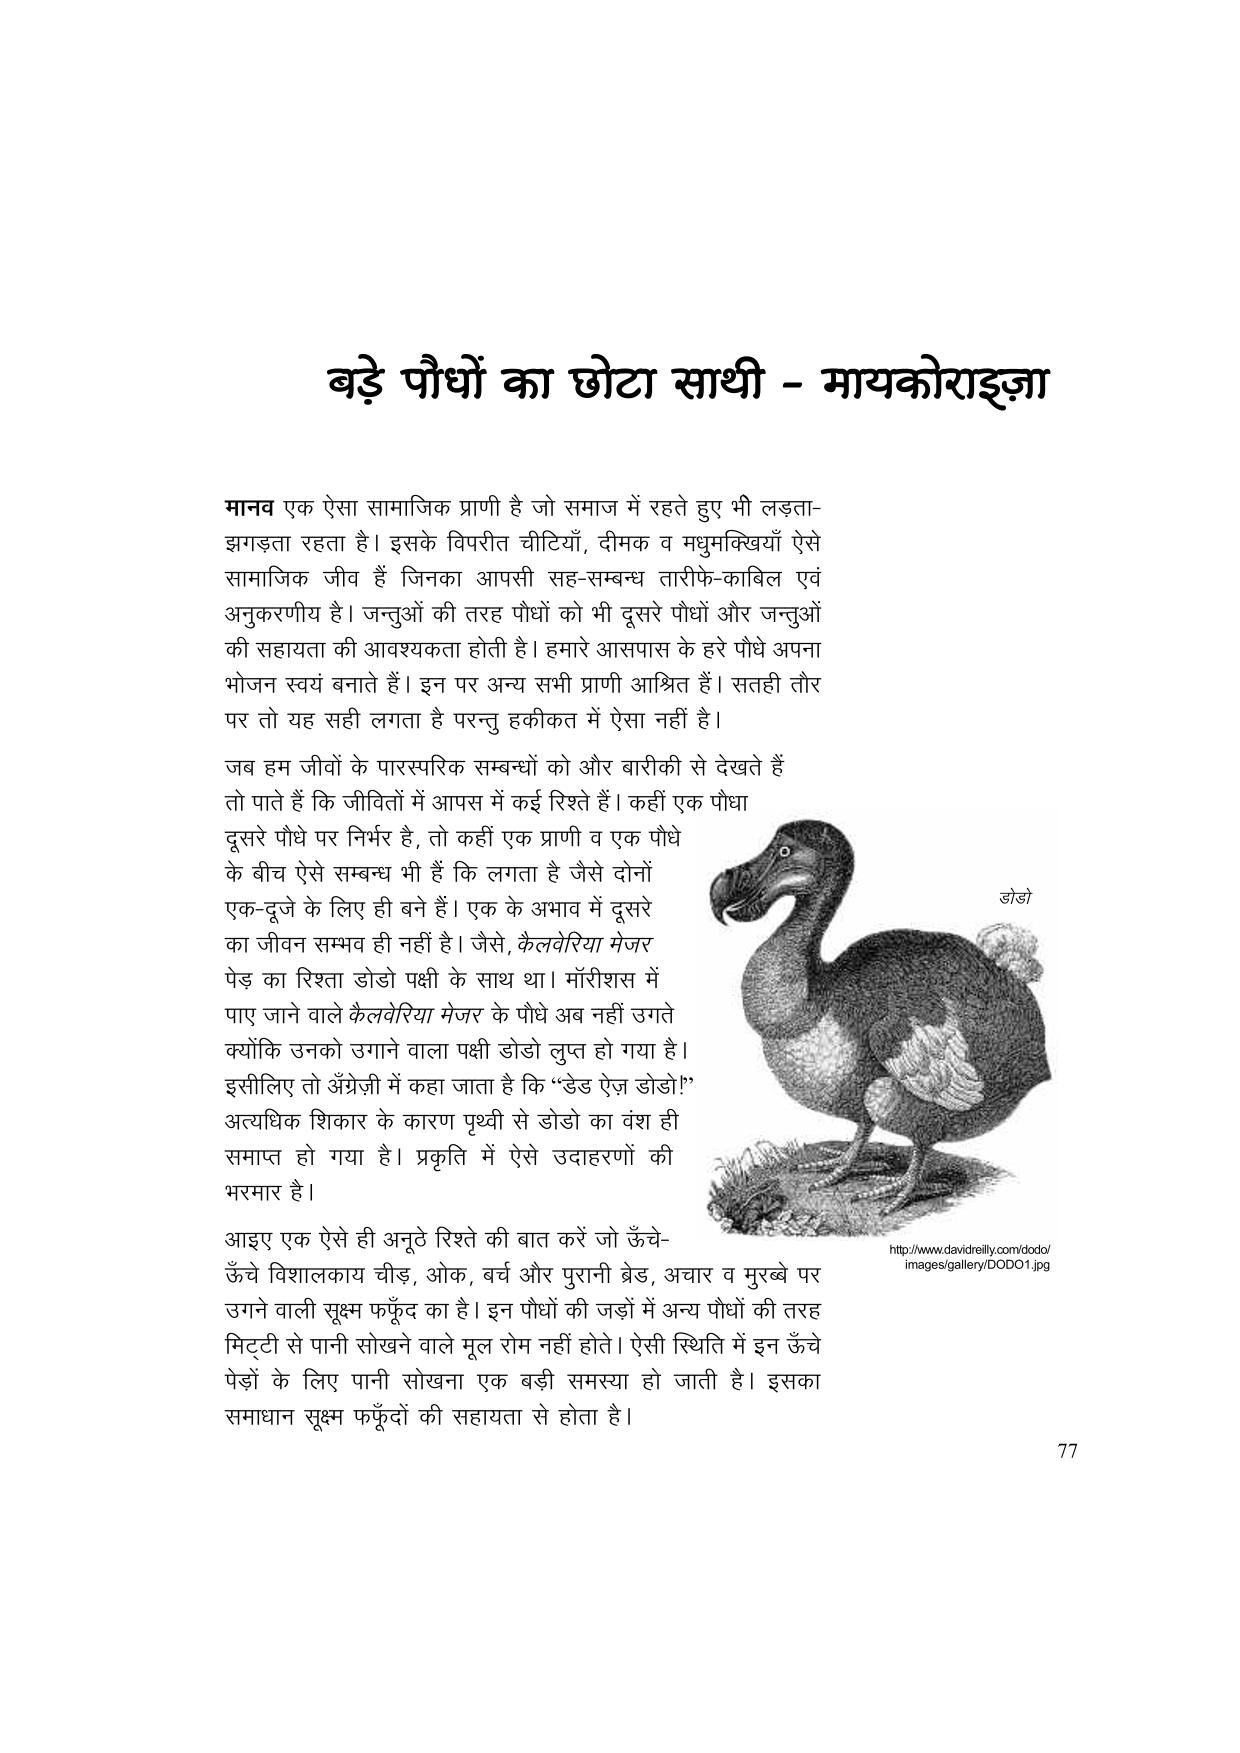 बड़े पौधों का छोटा साथी – मायकोराइज़ा
मानव एक ऐसा सामाजिक प्राणी है जो समाज में रहते हुए भी लड़ता-
झगड़ता रहता है। इसके विपरीत चीटियाँ, दीमक व मधुमक्खियाँ ऐसे
सामाजिक जीव हैं जिनका आपसी सह-सम्बन्ध तारीफे-काबिल एवं
अनुकरणीय है। जन्तुओं की तरह पौधों को भी दूसरे पौधों और जन्तुओं
की सहायता की आवश्यकता होती है। हमारे आसपास के हरे पौधे अपना
भोजन स्वयं बनाते हैं। इन पर अन्य सभी प्राणी आश्रित हैं। सतही तौर
पर तो यह सही लगता है परन्तु हकीकत में ऐसा नहीं है।
जब हम जीवों के पारस्परिक सम्बन्धों को और बारीकी से देखते हैं
तो पाते हैं कि जीवितों में आपस में कई रिश्ते हैं। कहीं एक पौधा
दूसरे पौधे पर निर्भर है, तो कहीं एक प्राणी व एक पौधे
के बीच ऐसे सम्बन्ध भी हैं कि लगता है जैसे दोनों
एक-दूजे के लिए ही बने हैं। एक के अभाव में दूसरे
का जीवन सम्भव ही नहीं है। जैसे, कैलवेरिया मेजर
पेड़ का रिश्ता डोडो पक्षी के साथ था। मॉरीशस में
पाए जाने वाले कैलवेरिया मेजर के पौधे अब नहीं उगते
क्योंकि उनको उगाने वाला पक्षी डोडो लुप्त हो गया है।
इसीलिए तो अँग्रेज़ी में कहा जाता है कि “डेड ऐज़ डोडो!”
अत्यधिक शिकार के कारण पृथ्वी से डोडो का वंश ही
समाप्त हो गया है। प्रकृति में ऐसे उदाहरणों की
भरमार है।
डोडो
http://www.davidreilly.com/dodo/
images/gallery/DODO1.jpg
आइए एक ऐसे ही अनूठे रिश्ते की बात करें जो ऊँचे-
ऊँचे विशालकाय चीड़, ओक, बर्च और पुरानी ब्रेड, अचार व मुरब्बे पर
उगने वाली सूक्ष्म फफूँद का है। इन पौधों की जड़ों में अन्य पौधों की तरह
मिट्टी से पानी सोखने वाले मूल रोम नहीं होते। ऐसी स्थिति में इन ऊँचे
पेड़ों के लिए पानी सोखना एक बड़ी समस्या हो जाती है। इसका
समाधान सूक्ष्म फफूँदों की सहायता से होता है।
77